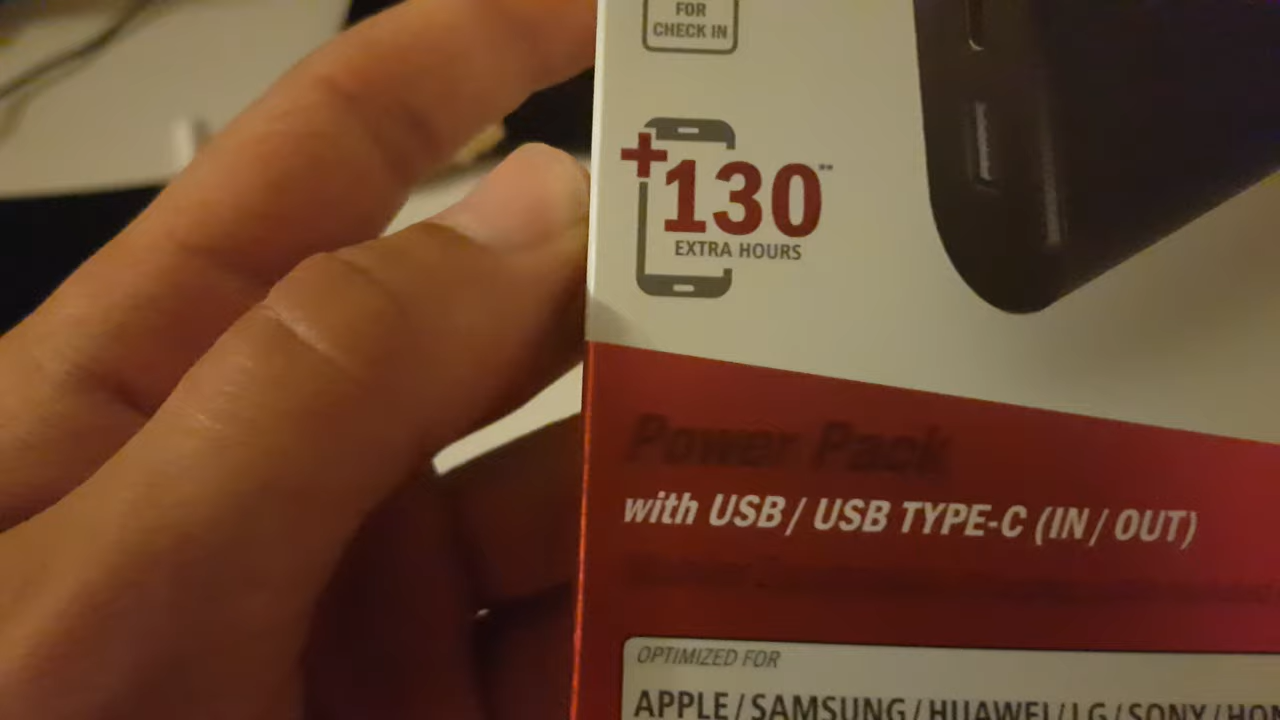 FOR
CHECK IN
+130**
EXTRA HOURS
Power Pack
with USB / USB TYPE-C (IN / OUT)
OPTIMIZED FOR
APPLE / SAMSUNG / HUAWEI / LG / SONY /